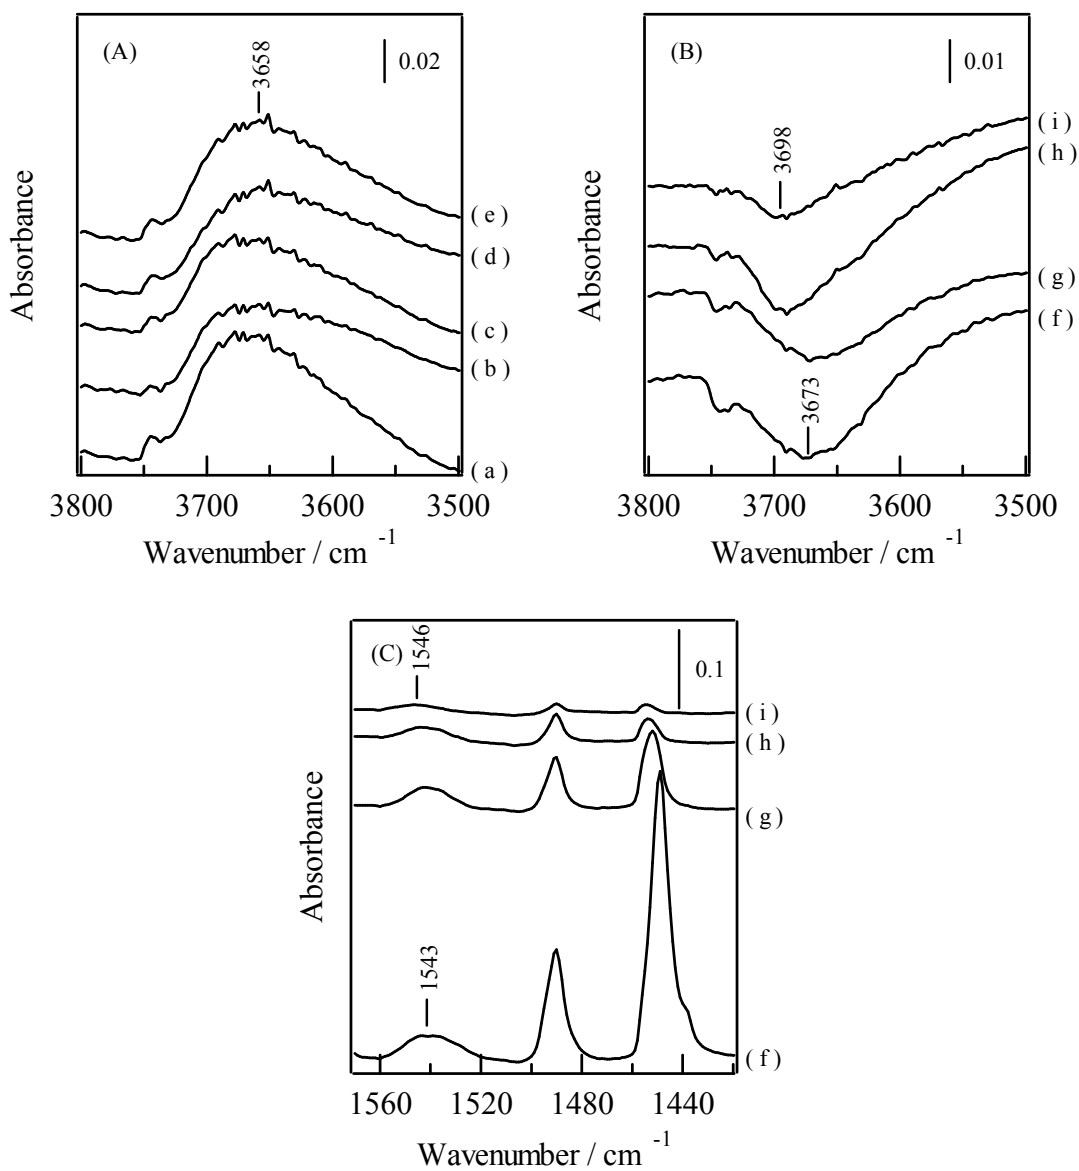 (A)
3658
0.02
Absorbance
( e )
( d )
( c )
( b )
( a )
3800 3700 3600 3500
Wavenumber / cm -1
(B)
3698
0.01
Absorbance
( i )
( h )
( g )
( f )
3673
3800 3700 3600 3500
Wavenumber / cm -1
(C)
1546
0.1
Absorbance
( i )
( h )
( g )
1543
( f )
1560 1520 1480 1440
Wavenumber / cm -1